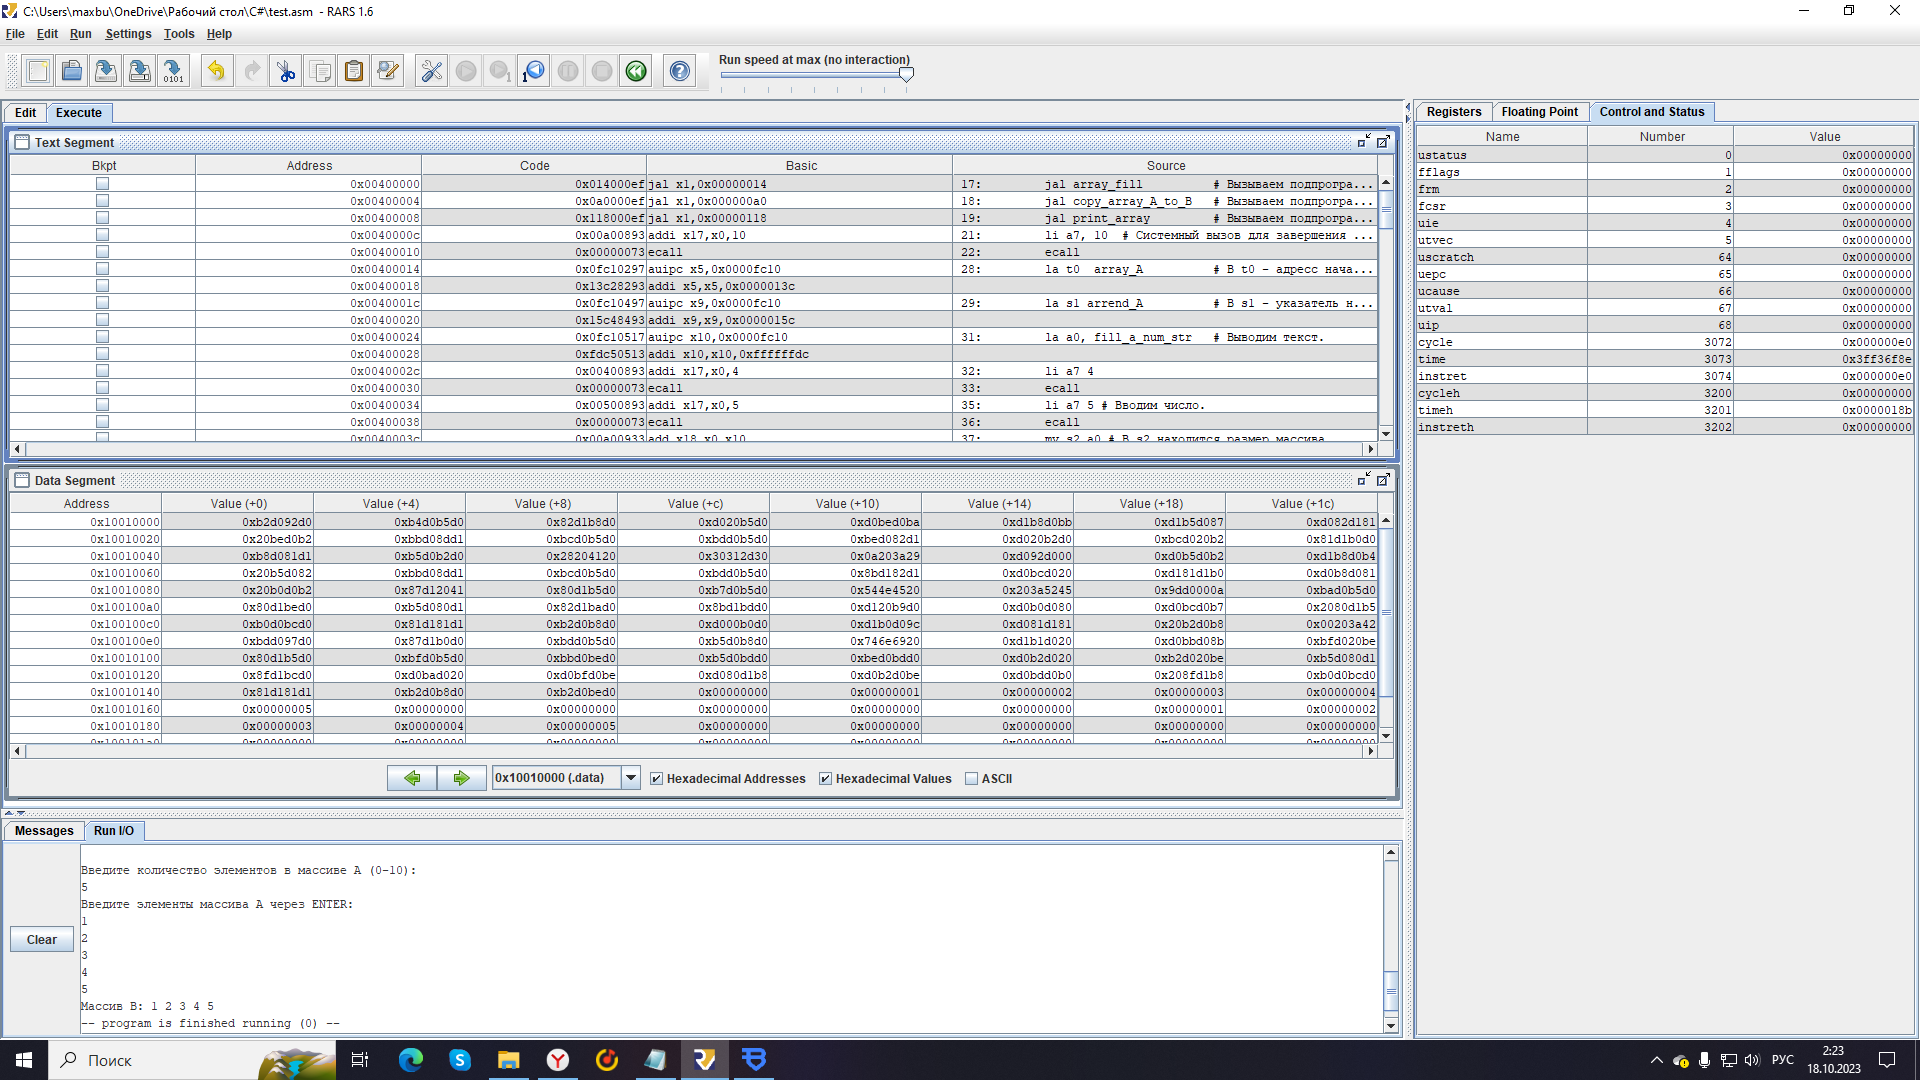 C:\Users\maxbu\OneDrive\Рабочий стол\C#\test.asm - RARS 1.6
File Edit Run Settings Tools Help
Run speed at max (no interaction)
Edit Execute
Text Segment
Bkpt Address Code Basic Source
0x00400000 0x014000ef jal x1,0x00000014 17: jal array_fill # Вызываем подпрогра...
0x00400004 0x0a0000ef jal x1,0x000000a0 18: jal copy_array_A_to_B # Вызываем подпрогра...
0x00400008 0x118000ef jal x1,0x00000118 19: jal print_array # Вызываем подпрогра...
0x0040000c 0x00a00893 addi x17,x0,10 21: li a7, 10 # Системный вызов для завершения ...
0x00400010 0x00000073 ecall 22: ecall
0x00400014 0x0fc10297 auipc x5,0x0000fc10 28: la t0 array_A # В t0 - адресс нача...
0x00400018 0x13c28293 addi x5,x5,0x0000013c
0x0040001c 0x0fc10497 auipc x9,0x0000fc10 29: la s1 arrend_A # В s1 - указатель н...
0x00400020 0x15c48493 addi x9,x9,0x0000015c
0x00400024 0x0fc10517 auipc x10,0x0000fc10 31: la a0, fill_a_num_str # Выводим текст.
0x00400028 0xfdc50513 addi x10,x10,0xffffffdc
0x0040002c 0x00400893 addi x17,x0,4 32: li a7 4
0x00400030 0x00000073 ecall 33: ecall
0x00400034 0x00500893 addi x17,x0,5 35: li a7 5 # Вводим число.
0x00400038 0x00000073 ecall 36: ecall
0x0040003c 0x00a00933 add x18,x0,x10 37: mv s2 a0 # В s2 находится размер массива
Data Segment
Address Value (+0) Value (+4) Value (+8) Value (+c) Value (+10) Value (+14) Value (+18) Value (+1c)
0x10010000 0xb2d092d0 0xb4d0b5d0 0x82d1b8d0 0xd020b5d0 0xd0bed0ba 0xd1b8d0bb 0xd1b5d087 0xd082d181
0x10010020 0x20bed0b2 0xbbd08dd1 0xbcd0b5d0 0xbdd0b5d0 0xbed082d1 0xd020b2d0 0xbcd020b2 0x81d1b0d0
0x10010040 0xb8d081d1 0xb5d0b2d0 0x28204120 0x30312d30 0x0a203a29 0xd092d000 0xd0b5d0b2 0xd1b8d0b4
0x10010060 0x20b5d082 0xbbd08dd1 0xbcd0b5d0 0xbdd0b5d0 0x8bd182d1 0xd0bcd020 0xd181d1b0 0xd0b8d081
0x10010080 0x20b0d0b2 0x87d12041 0x80d1b5d0 0xb7d0b5d0 0x544e4520 0x203a5245 0x9dd0000a 0xbad0b5d0
0x100100a0 0x80d1bed0 0xb5d080d1 0x82d1bad0 0x8bd1bdd0 0xd120b9d0 0xd0b0d080 0xd0bcd0b7 0x2080d1b5
0x100100c0 0xb0d0bcd0 0x81d181d1 0xb2d0b8d0 0xd000b0d0 0xd1b0d09c 0xd081d181 0x20b2d0b8 0x00203a42
0x100100e0 0xbdd097d0 0x87d1b0d0 0xbdd0b5d0 0xb5d0b8d0 0x746e6920 0xd1b1d020 0xd0bbd08b 0xbfd020be
0x10010100 0x80d1b5d0 0xbfd0b5d0 0xbbd0bed0 0xb5d0bdd0 0xbed0bdd0 0xd0b2d020 0xb2d020be 0xb5d080d1
0x10010120 0x8fd1bcd0 0xd0bad020 0xd0bfd0be 0xd080d1b8 0xd0b2d0be 0xd0bdd0b0 0x208fd1b8 0xb0d0bcd0
0x10010140 0x81d181d1 0xb2d0b8d0 0xb2d0bed0 0x00000000 0x00000001 0x00000002 0x00000003 0x00000004
0x10010160 0x00000005 0x00000000 0x00000000 0x00000000 0x00000000 0x00000000 0x00000001 0x00000002
0x10010180 0x00000003 0x00000004 0x00000005 0x00000000 0x00000000 0x00000000 0x00000000 0x00000000
0x100101a0 0x00000000 0x00000000 0x00000000 0x00000000 0x00000000 0x00000000 0x00000000 0x00000000
0x10010000 (.data) Hexadecimal Addresses Hexadecimal Values ASCII
Messages Run I/O
Clear
Введите количество элементов в массиве A (0-10):
5
Введите элементы массива A через ENTER:
1
2
3
4
5
Массив B: 1 2 3 4 5
-- program is finished running (0) --
Registers Floating Point Control and Status
Name Number Value
ustatus 0 0x00000000
fflags 1 0x00000000
frm 2 0x00000000
fcsr 3 0x00000000
uie 4 0x00000000
utvec 5 0x00000000
uscratch 64 0x00000000
uepc 65 0x00000000
ucause 66 0x00000000
utval 67 0x00000000
uip 68 0x00000000
cycle 3072 0x000000e0
time 3073 0x3ff36f8e
instret 3074 0x000000e0
cycleh 3200 0x00000000
timeh 3201 0x0000018b
instreth 3202 0x00000000
Поиск
РУС
2:23
18.10.2023